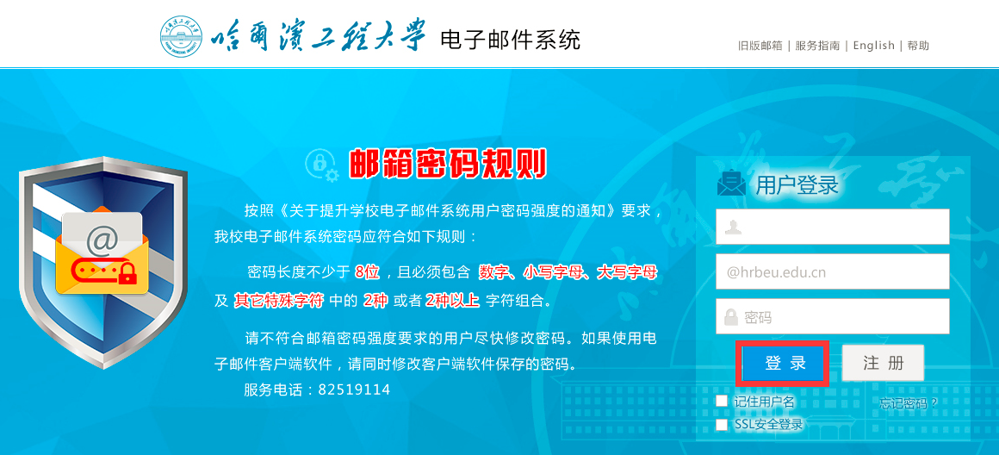 哈尔滨工程大学 电子邮件系统
旧版邮箱 | 服务指南 | English | 帮助
邮箱密码规则
按照《关于提升学校电子邮件系统用户密码强度的通知》要求，
我校电子邮件系统密码应符合如下规则：
密码长度不少于 8位 ，且必须包含 数字、小写字母、大写字母
及 其它特殊字符 中的 2种 或者 2种以上 字符组合。
请不符合邮箱密码强度要求的用户尽快修改密码。如果使用电
子邮件客户端软件，请同时修改客户端软件保存的密码。
服务电话：82519114
@
用户登录
@hrbeu.edu.cn
密码
登 录
注 册
记住用户名
忘记密码？
SSL安全登录